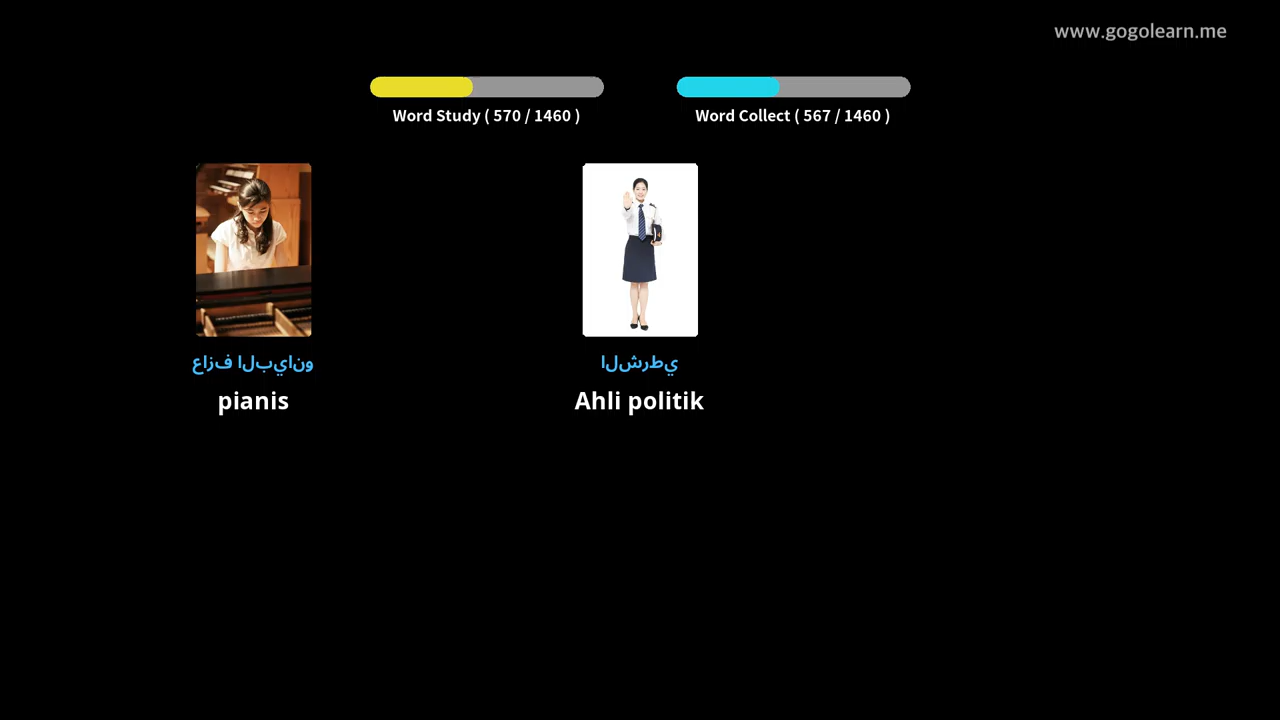 www.gogolearn.me
Word Study ( 570 / 1460 )
Word Collect ( 567 / 1460 )
عازف البيانو
pianis
الشرطي
Ahli politik